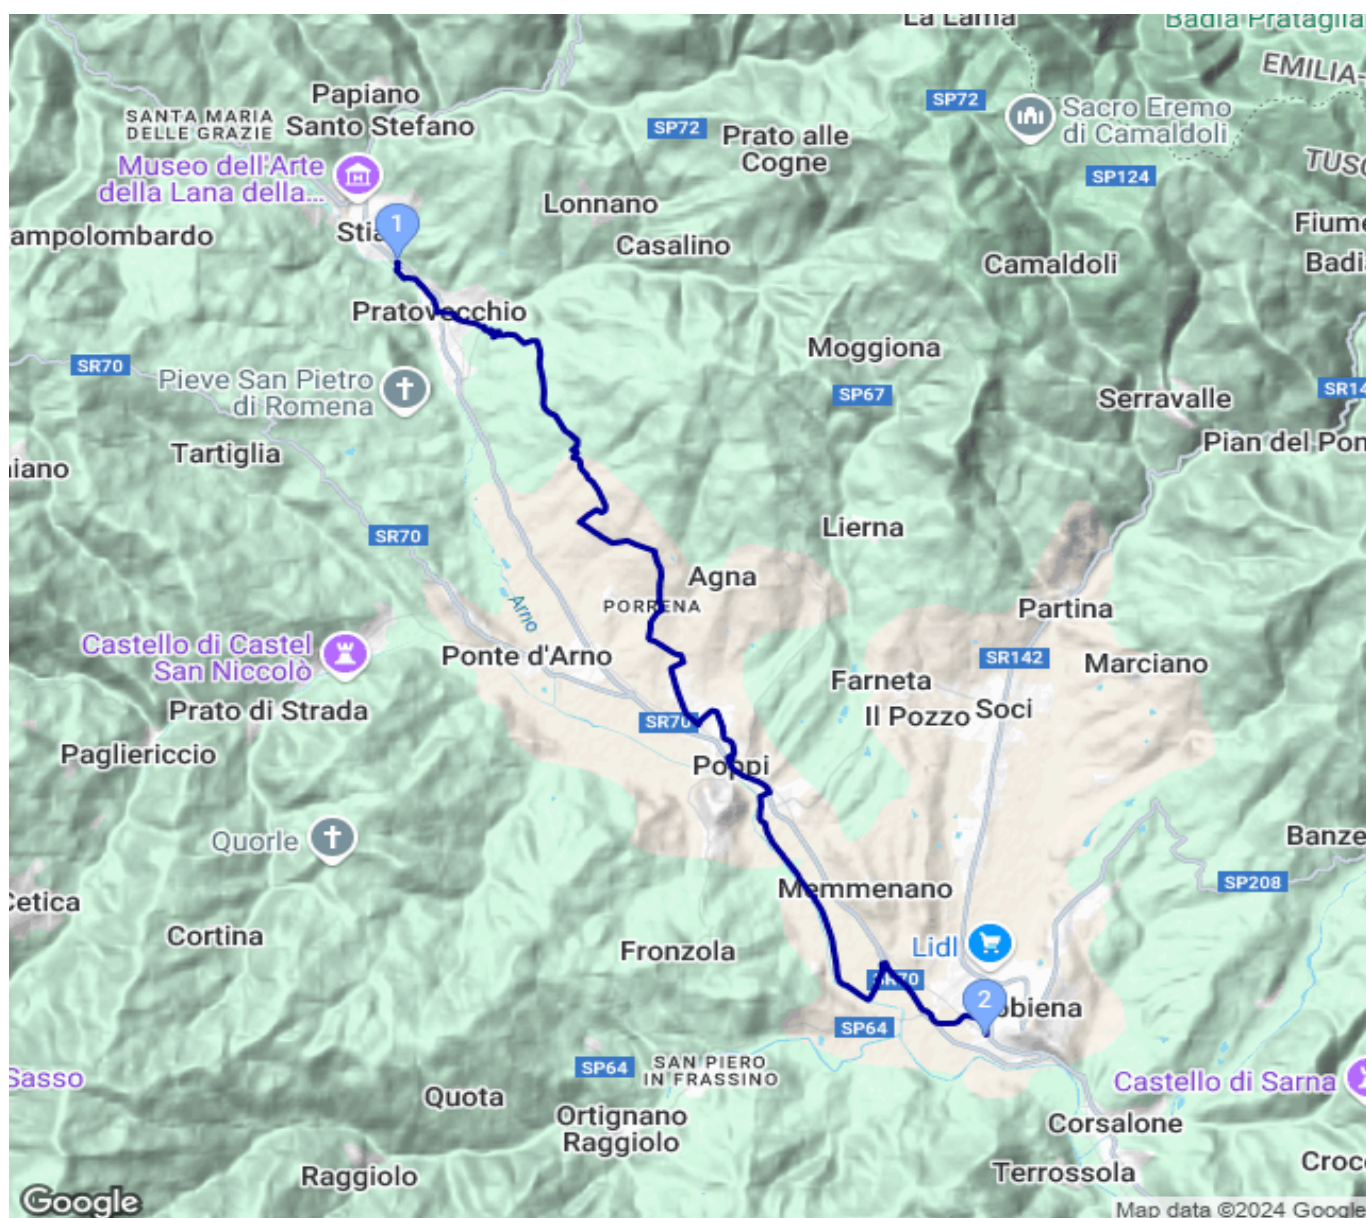 La Lama
Badia Prataglia
EMILIA-
Papiano
SANTA MARIA
DELLE GRAZIE
Santo Stefano
SP72
SP72
Prato alle
Cogne
Sacro Eremo
di Camaldoli
TUSC
Museo dell'Arte
della Lana della...
SP124
Lonnano
1
Stia
ampolombardo
Casalino
Fiume
Camaldoli
Badia
Pratovecchio
Moggiona
SR70
Pieve San Pietro
di Romena
SP67
Serravalle
SR14
Tartiglia
Pian del Pon
iano
SR70
Lierna
Agna
Arno
PORRENA
Partina
Castello di Castel
San Niccolò
Ponte d'Arno
SR142
Marciano
Farneta
Prato di Strada
SR70
Il Pozzo
Soci
Pagliericcio
Poppi
Quorle
Banze
Memmenano
SP208
Cetica
Cortina
Fronzola
Lidl
SR70
2
bbiena
SP64
SP64
SAN PIERO
IN FRASSINO
Sasso
Castello di Sarna
Quota
Ortignano
Raggiolo
Corsalone
Raggiolo
Terrossola
Croc
Google
Map data ©2024 Google